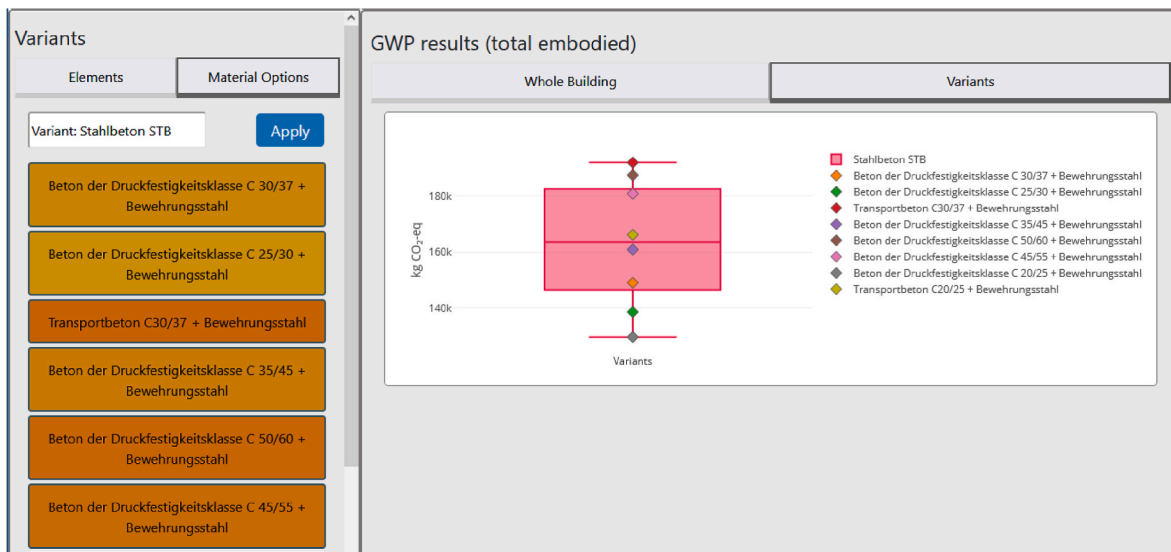 Variants
Elements
Material Options
Variant: Stahlbeton STB
Apply
Beton der Druckfestigkeitsklasse C 30/37 +
Bewehrungsstahl
Beton der Druckfestigkeitsklasse C 25/30 +
Bewehrungsstahl
Transportbeton C30/37 + Bewehrungsstahl
Beton der Druckfestigkeitsklasse C 35/45 +
Bewehrungsstahl
Beton der Druckfestigkeitsklasse C 50/60 +
Bewehrungsstahl
Beton der Druckfestigkeitsklasse C 45/55 +
Bewehrungsstahl
GWP results (total embodied)
Whole Building
Variants
kg CO₂-eq
180k
160k
140k
Variants
Stahlbeton STB
Beton der Druckfestigkeitsklasse C 30/37 + Bewehrungsstahl
Beton der Druckfestigkeitsklasse C 25/30 + Bewehrungsstahl
Transportbeton C30/37 + Bewehrungsstahl
Beton der Druckfestigkeitsklasse C 35/45 + Bewehrungsstahl
Beton der Druckfestigkeitsklasse C 50/60 + Bewehrungsstahl
Beton der Druckfestigkeitsklasse C 45/55 + Bewehrungsstahl
Beton der Druckfestigkeitsklasse C 20/25 + Bewehrungsstahl
Transportbeton C20/25 + Bewehrungsstahl